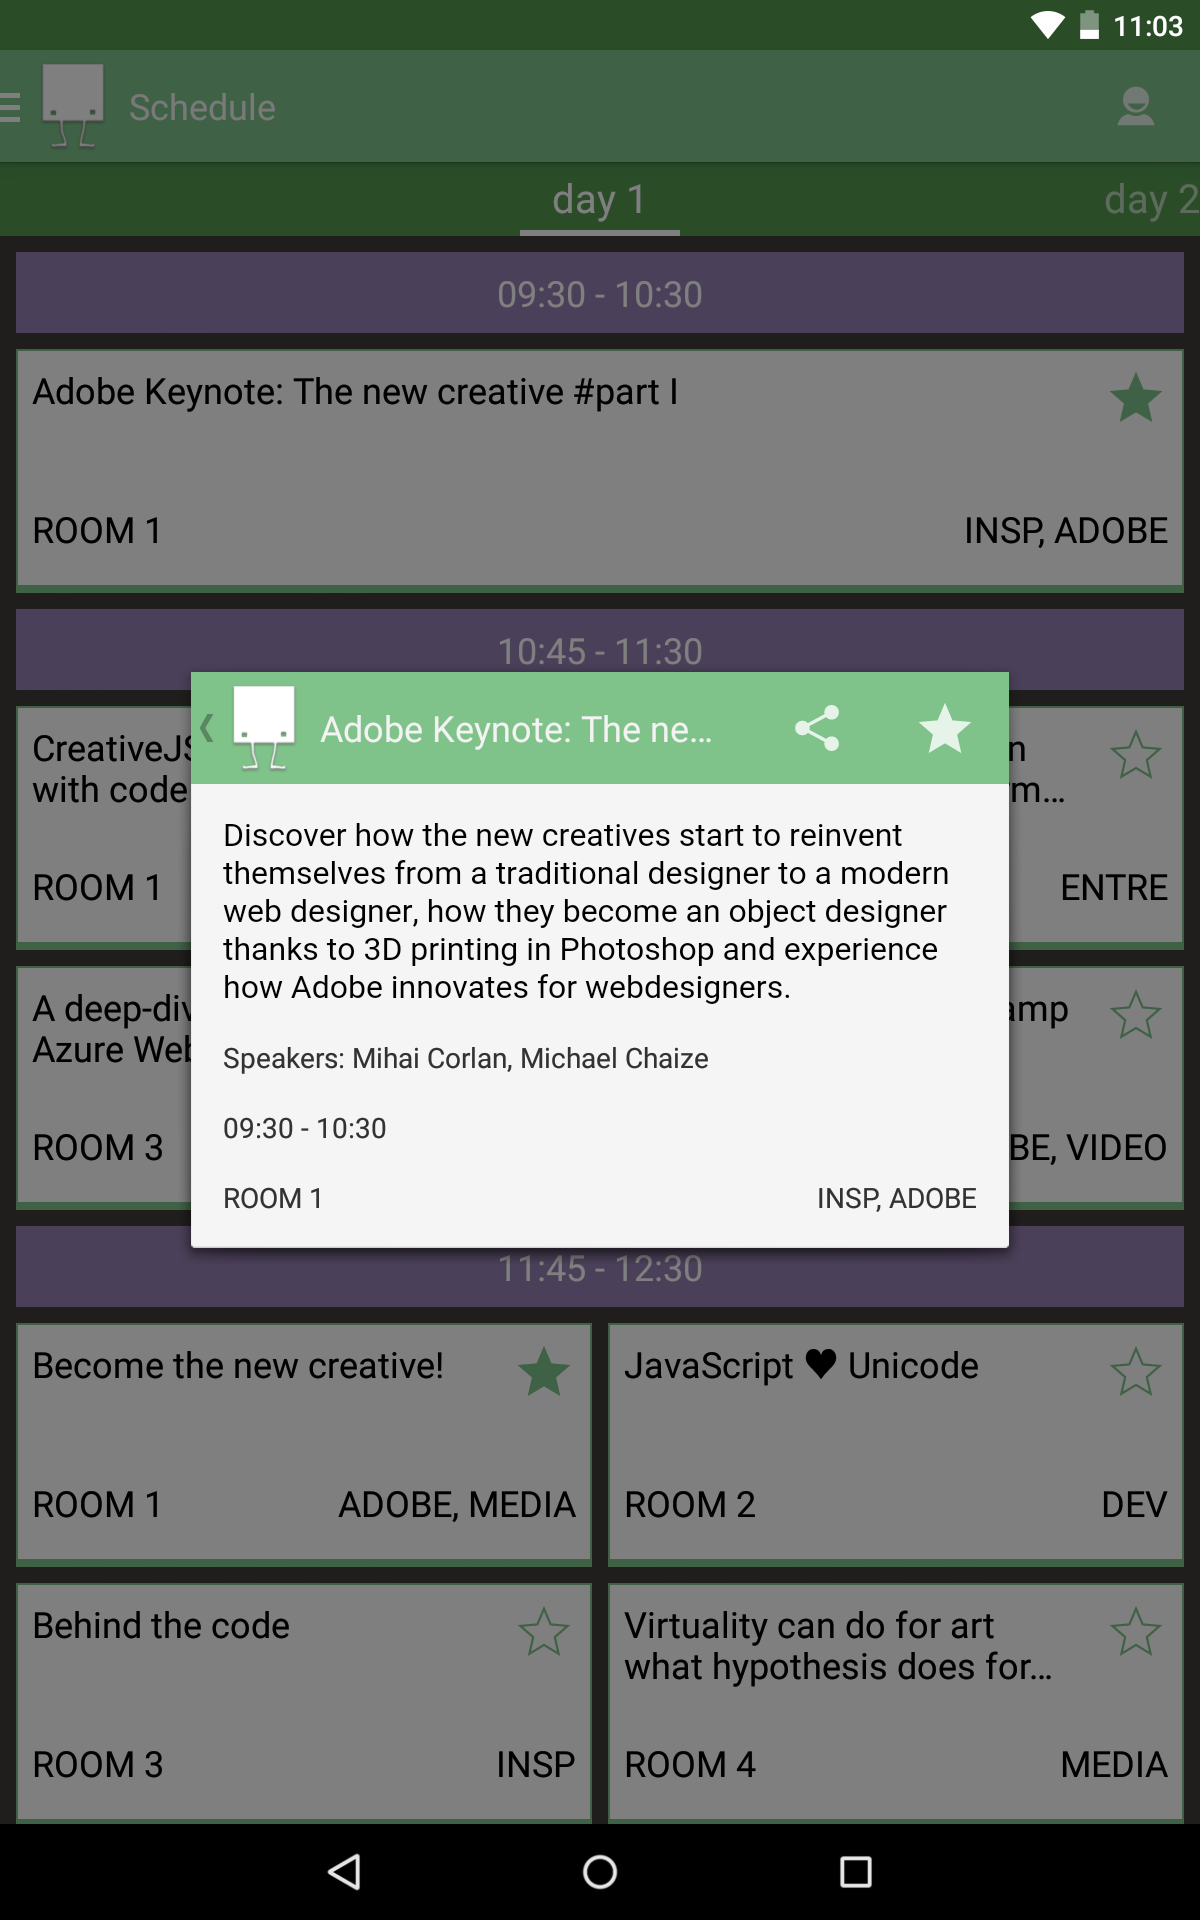 11:03
Schedule
day 1
day 2
09:30 - 10:30
Adobe Keynote: The new creative #part I
ROOM 1
INSP, ADOBE
10:45 - 11:30
with code
ROOM 1
ENTRE
A deep-
Azure
ROOM 3
VIDEO
Adobe Keynote: The ne...
Discover how the new creatives start to reinvent
themselves from a traditional designer to a modern
web designer, how they become an object designer
thanks to 3D printing in Photoshop and experience
how Adobe innovates for webdesigners.
Speakers: Mihai Corlan, Michael Chaize
09:30 - 10:30
ROOM 1
INSP, ADOBE
11:45 - 12:30
Become the new creative!
ROOM 1
ADOBE, MEDIA
JavaScript ♥ Unicode
ROOM 2
DEV
Behind the code
ROOM 3
INSP
Virtuality can do for art
what hypothesis does for...
ROOM 4
MEDIA